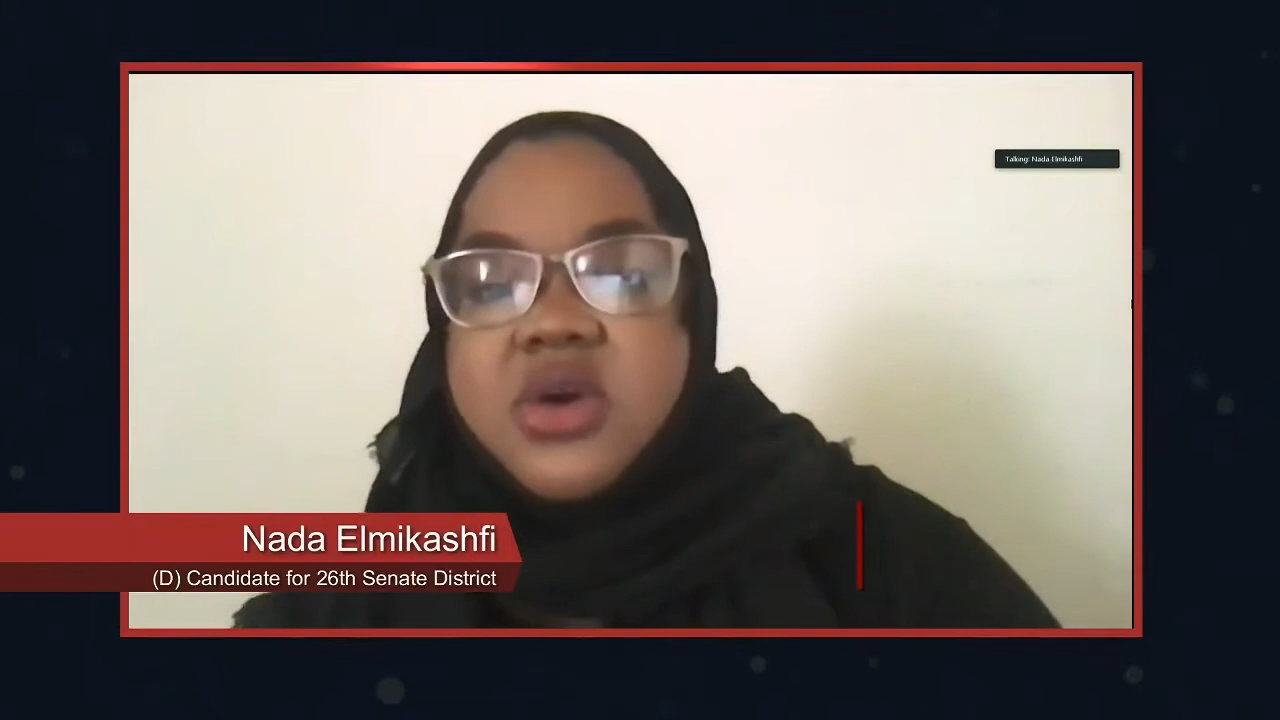 Talking: Nada Elmikashfi
Nada Elmikashfi
(D) Candidate for 26th Senate District